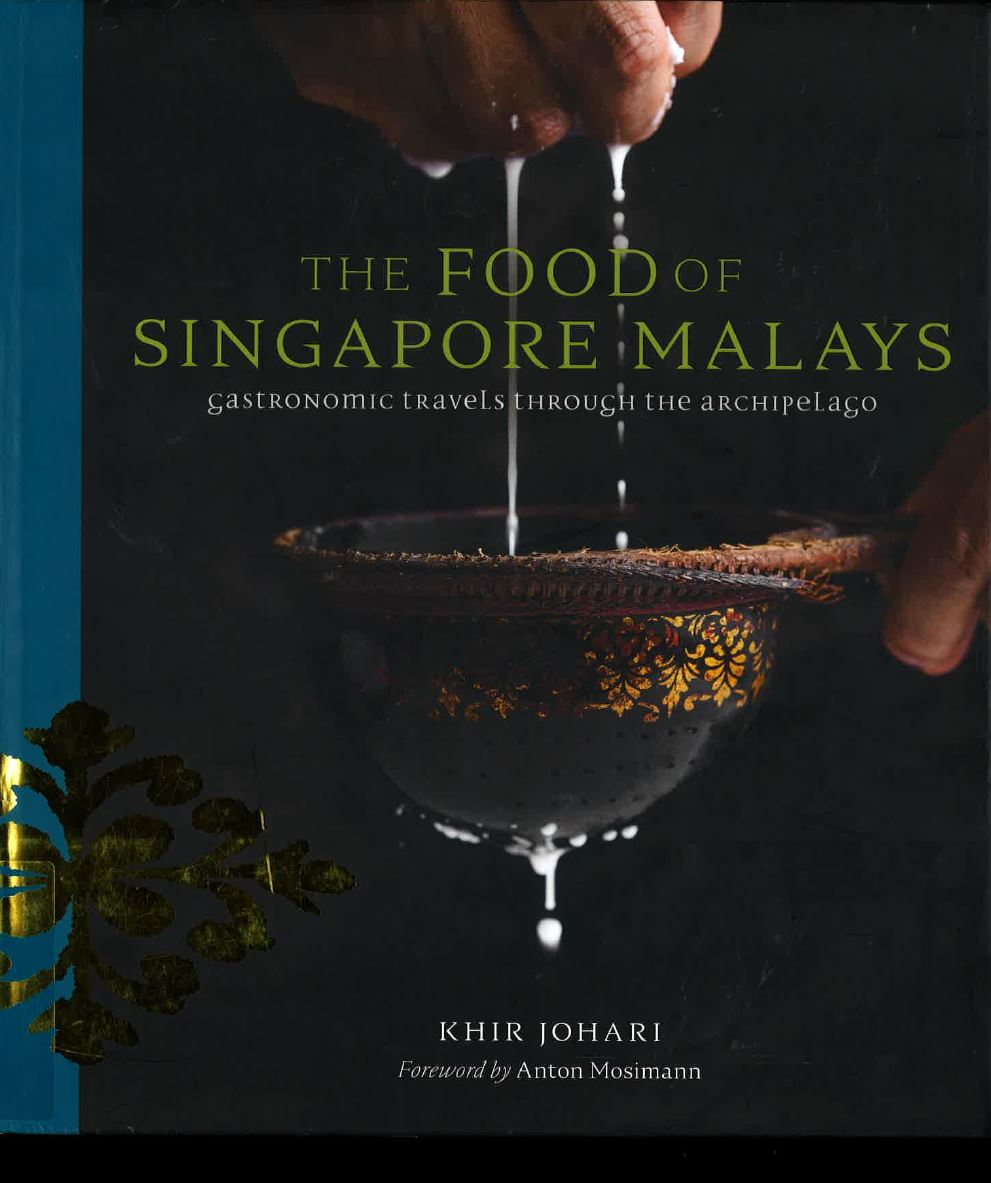 THE FOOD OF
SINGAPORE MALAYS
gastronomic travels through the archipelago
KHIR JOHARI
Foreword by Anton Mosimann